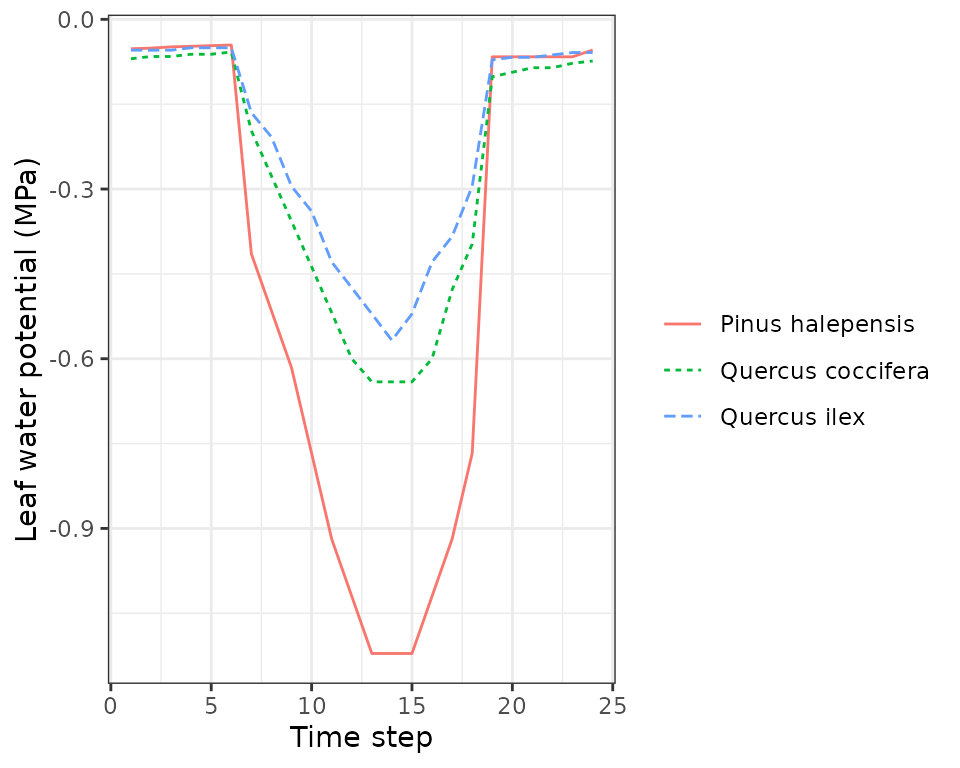 0.0
-0.3
-0.6
-0.9
Leaf water potential (MPa)
0 5 10 15 20 25
Time step
Pinus halepensis
Quercus coccifera
Quercus ilex